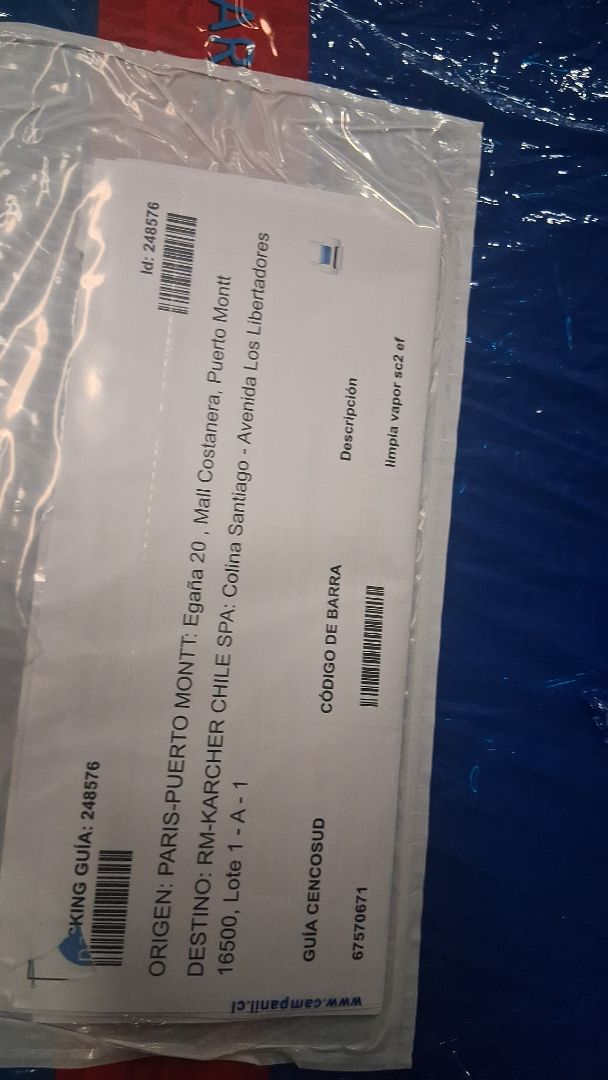 AR
Id: 248576
KING GUÍA: 248576
ORIGEN: PARIS-PUERTO MONTT: Egaña 20 , Mall Costanera, Puerto Montt
DESTINO: RM-KARCHER CHILE SPA: Colina Santiago - Avenida Los Libertadores
16500, Lote 1 - A - 1
GUÍA CENCOSUD CÓDIGO DE BARRA Descripción
67570671 limpia vapor sc2 ef
www.campanil.cl